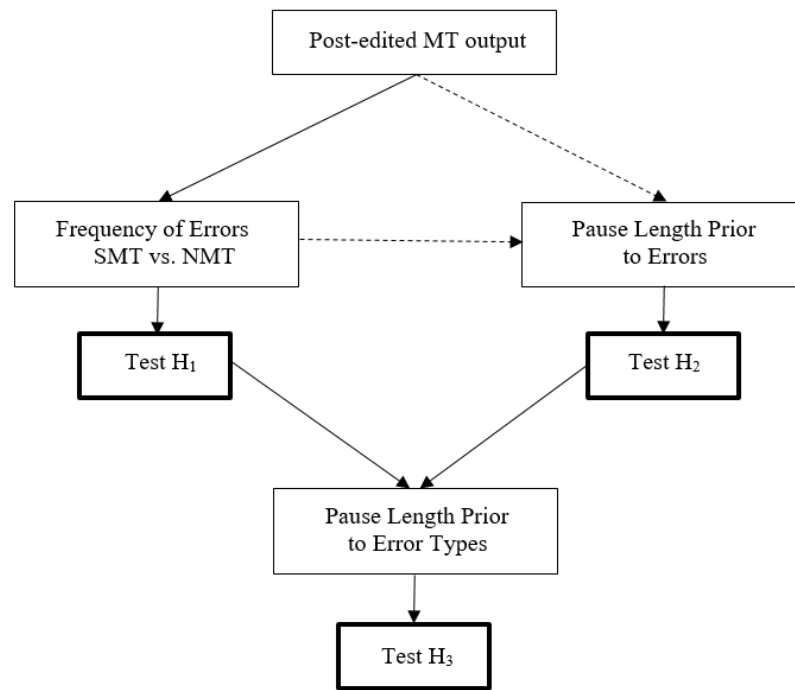 Post-edited MT output
Frequency of Errors
SMT vs. NMT
Pause Length Prior
to Errors
Test H₁
Test H₂
Pause Length Prior
to Error Types
Test H₃